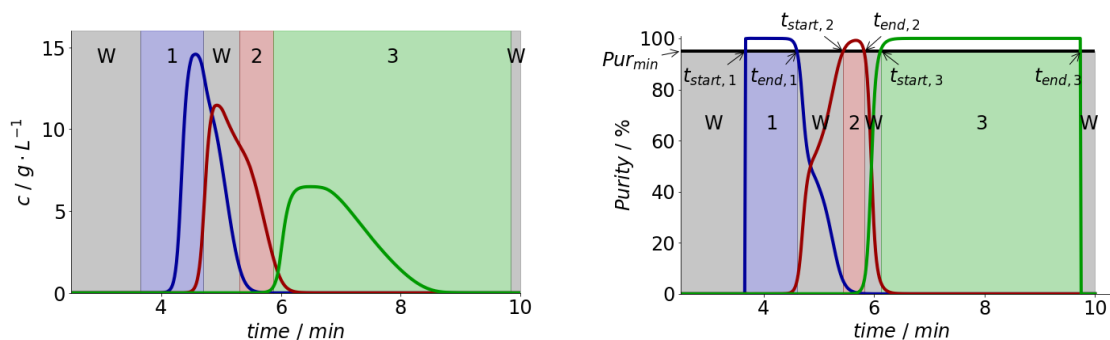 15
10
5
0
c / g · L⁻¹
W 1 W 2 3 W
4 6 8 10
time / min
t_start,2 t_end,2
100
80
60
40
20
0
Purity / %
Pur_min
t_start,1 t_end,1 t_start,3 t_end,3
W 1 W 2 W 3 W
4 6 8 10
time / min